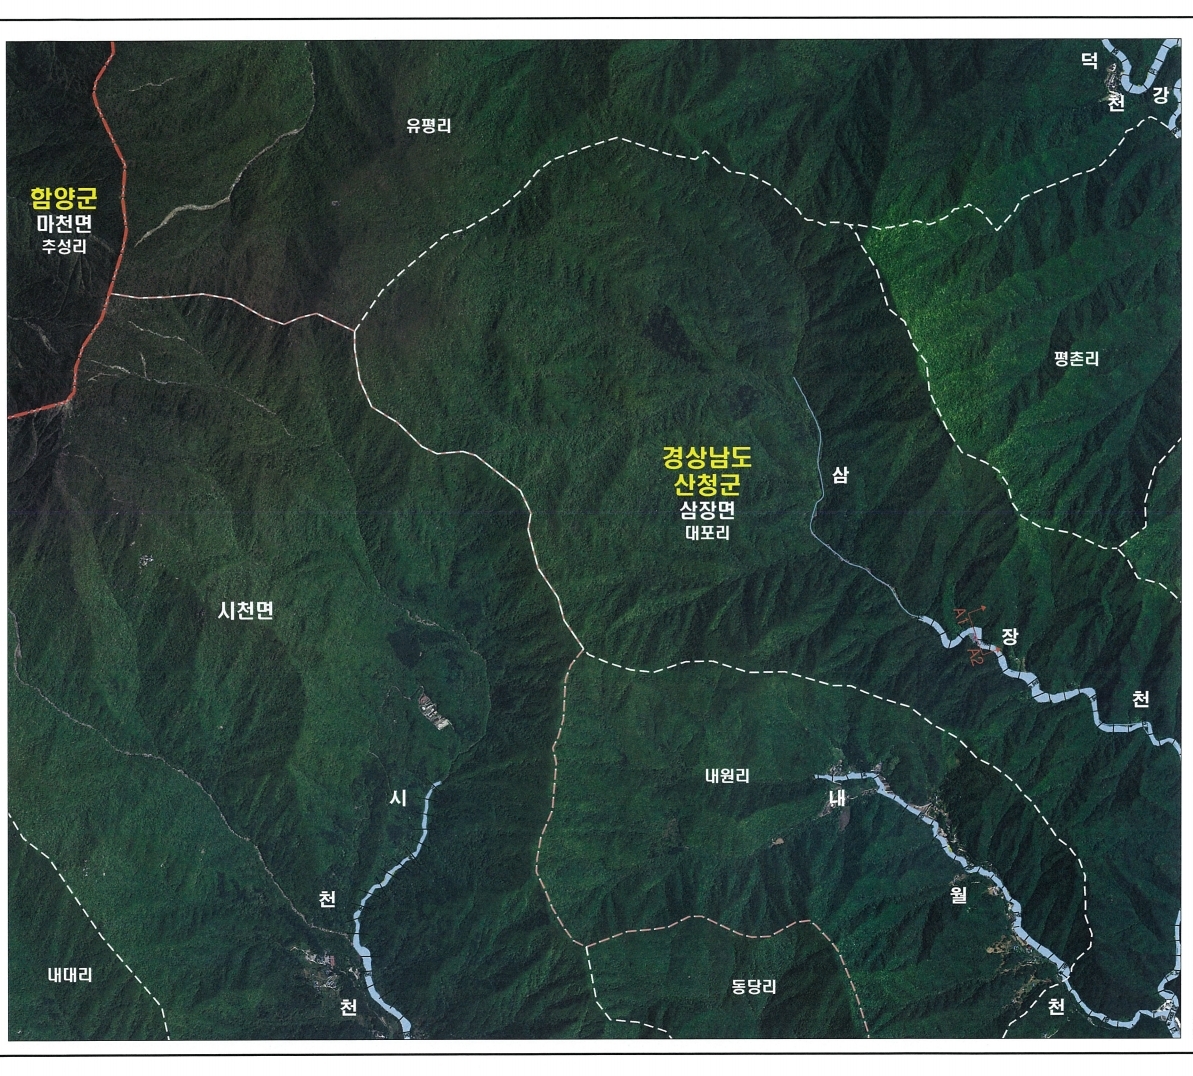 덕
천
강
유평리
함양군
마천면
추성리
평촌리
경상남도
산청군
삼장면
대포리
삼
장
천
A1
A2
시천면
내원리
내
월
천
시
천
천
내대리
동당리